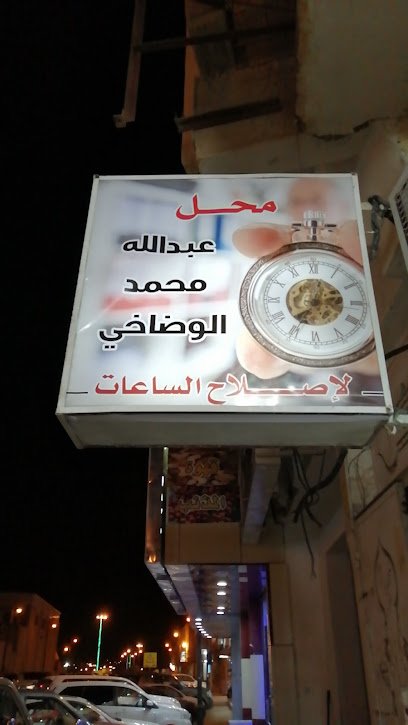 محل
عبدالله
محمد
الوضاخي
لإصلاح الساعات